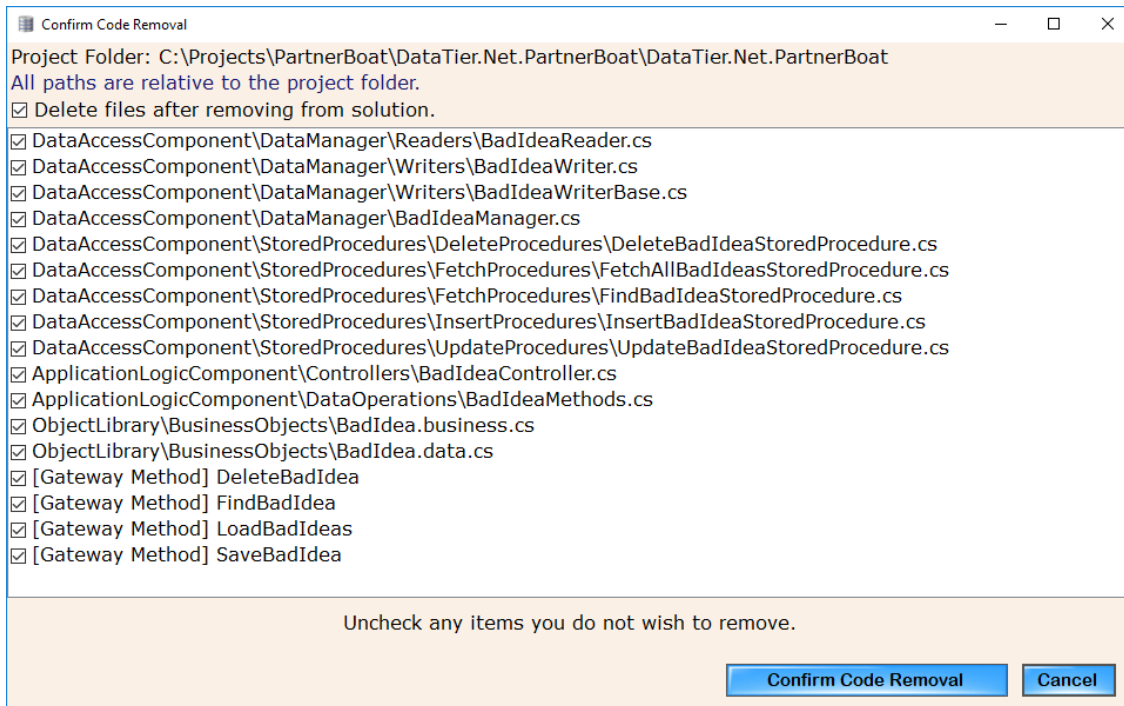 Confirm Code Removal
Project Folder: C:\Projects\PartnerBoat\DataTier.Net.PartnerBoat\DataTier.Net.PartnerBoat
All paths are relative to the project folder.
Delete files after removing from solution.
DataAccessComponent\DataManager\Readers\BadIdeaReader.cs
DataAccessComponent\DataManager\Writers\BadIdeaWriter.cs
DataAccessComponent\DataManager\Writers\BadIdeaWriterBase.cs
DataAccessComponent\DataManager\BadIdeaManager.cs
DataAccessComponent\StoredProcedures\DeleteProcedures\DeleteBadIdeaStoredProcedure.cs
DataAccessComponent\StoredProcedures\FetchProcedures\FetchAllBadIdeasStoredProcedure.cs
DataAccessComponent\StoredProcedures\FetchProcedures\FindBadIdeaStoredProcedure.cs
DataAccessComponent\StoredProcedures\InsertProcedures\InsertBadIdeaStoredProcedure.cs
DataAccessComponent\StoredProcedures\UpdateProcedures\UpdateBadIdeaStoredProcedure.cs
ApplicationLogicComponent\Controllers\BadIdeaController.cs
ApplicationLogicComponent\DataOperations\BadIdeaMethods.cs
ObjectLibrary\BusinessObjects\BadIdea.business.cs
ObjectLibrary\BusinessObjects\BadIdea.data.cs
[Gateway Method] DeleteBadIdea
[Gateway Method] FindBadIdea
[Gateway Method] LoadBadIdeas
[Gateway Method] SaveBadIdea
Uncheck any items you do not wish to remove.
Confirm Code Removal Cancel